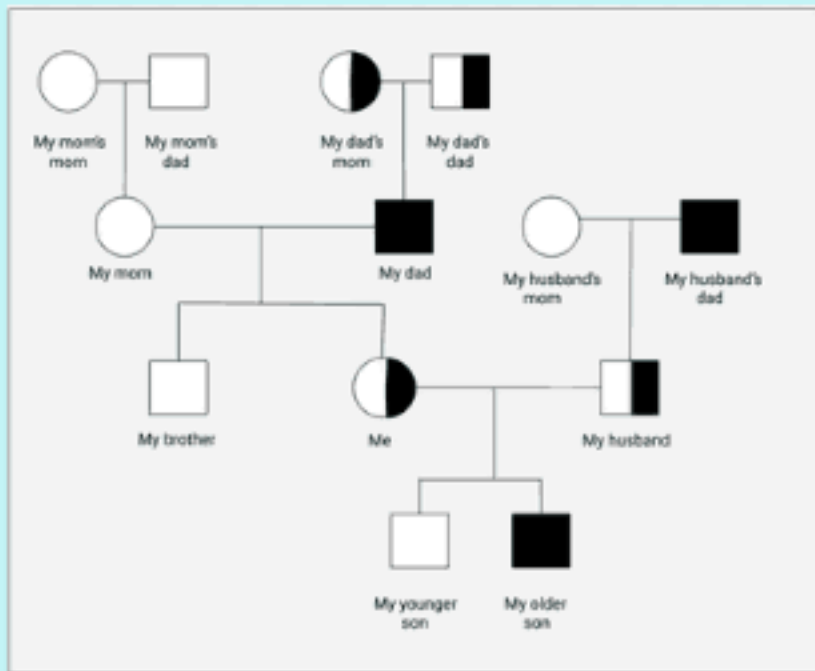 My mom's
mom
My mom's
dad
My dad's
mom
My dad's
dad
My mom
My dad
My husband's
mom
My husband's
dad
My brother
Me
My husband
My younger
son
My older
son